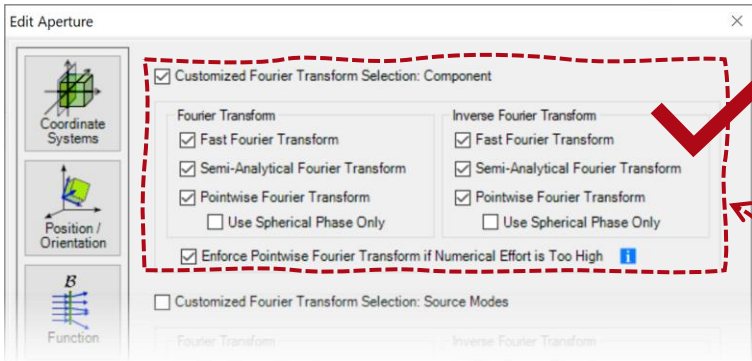 Edit Aperture
Coordinate
Systems
Position /
Orientation
B
Function
Customized Fourier Transform Selection: Component
Fourier Transform
Inverse Fourier Transform
Fast Fourier Transform
Fast Fourier Transform
Semi-Analytical Fourier Transform
Semi-Analytical Fourier Transform
Pointwise Fourier Transform
Pointwise Fourier Transform
Use Spherical Phase Only
Use Spherical Phase Only
Enforce Pointwise Fourier Transform if Numerical Effort is Too High
i
Customized Fourier Transform Selection: Source Modes
Fourier Transform
Inverse Fourier Transform